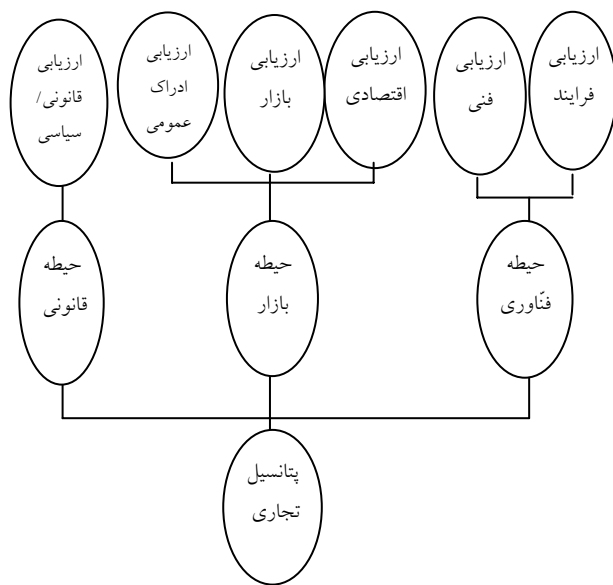 ارزیابی
فرایند
ارزیابی
فنی
ارزیابی
اقتصادی
ارزیابی
بازار
ارزیابی
ادراک
عمومی
ارزیابی
قانونی/
سیاسی
حیطه
فنّاوری
حیطه
بازار
حیطه
قانونی
پتانسیل
تجاری